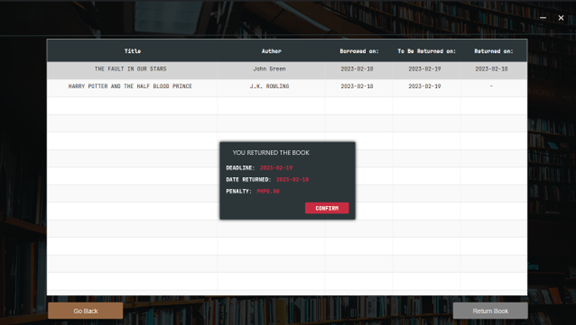 Title Author Borrowed on: To Be Returned on: Returned on:
THE FAULT IN OUR STARS John Green 2023-02-18 2023-02-19 2023-02-18
HARRY POTTER AND THE HALF BLOOD PRINCE J.K. ROWLING 2023-02-18 2023-02-19 -
YOU RETURNED THE BOOK
DEADLINE: 2023-02-19
DATE RETURNED: 2023-02-18
PENALTY: PHP0.00
CONFIRM
Go Back Return Book